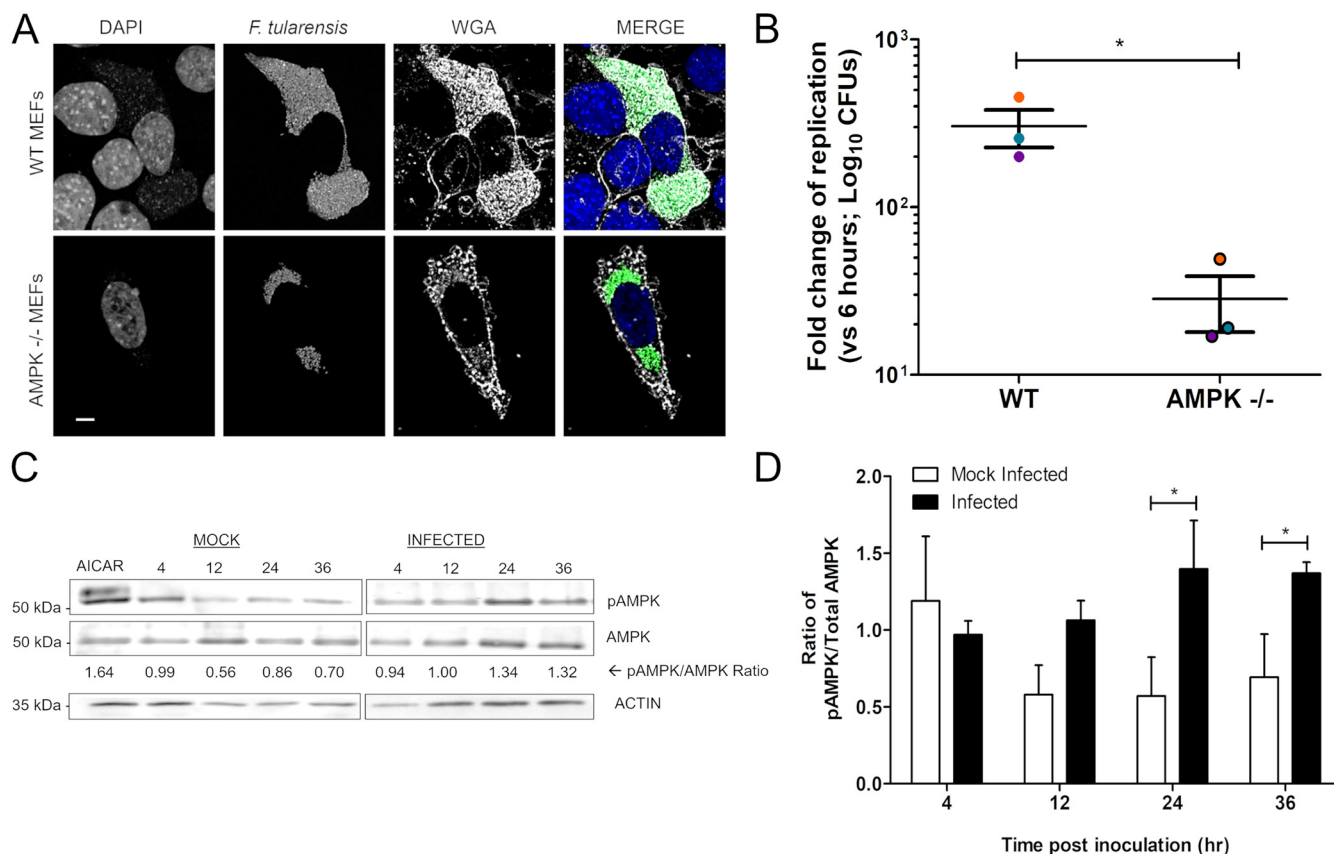 A
DAPI
F. tularensis
WGA
MERGE
WT MEFs
AMPK -/- MEFs
B
Fold change of replication
(vs 6 hours; Log10 CFUs)
10³
10²
10¹
*
WT
AMPK -/-
C
MOCK
INFECTED
AICAR 4 12 24 36 4 12 24 36
50 kDa
pAMPK
50 kDa
AMPK
1.64 0.99 0.56 0.86 0.70 0.94 1.00 1.34 1.32 ← pAMPK/AMPK Ratio
35 kDa
ACTIN
D
Mock Infected
Infected
Ratio of
pAMPK/Total AMPK
2.0
1.5
1.0
0.5
0.0
*
*
4 12 24 36
Time post inoculation (hr)